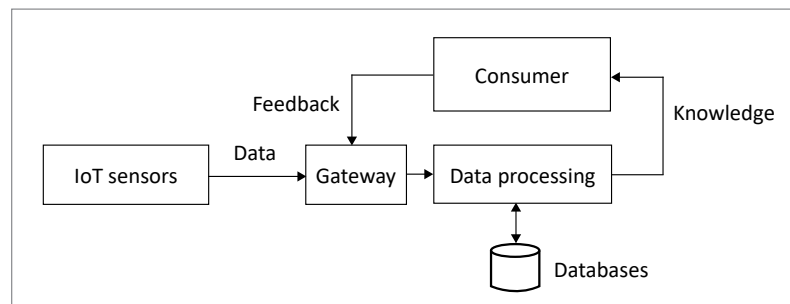 Consumer
Feedback
Knowledge
Data
IoT sensors
Gateway
Data processing
Databases